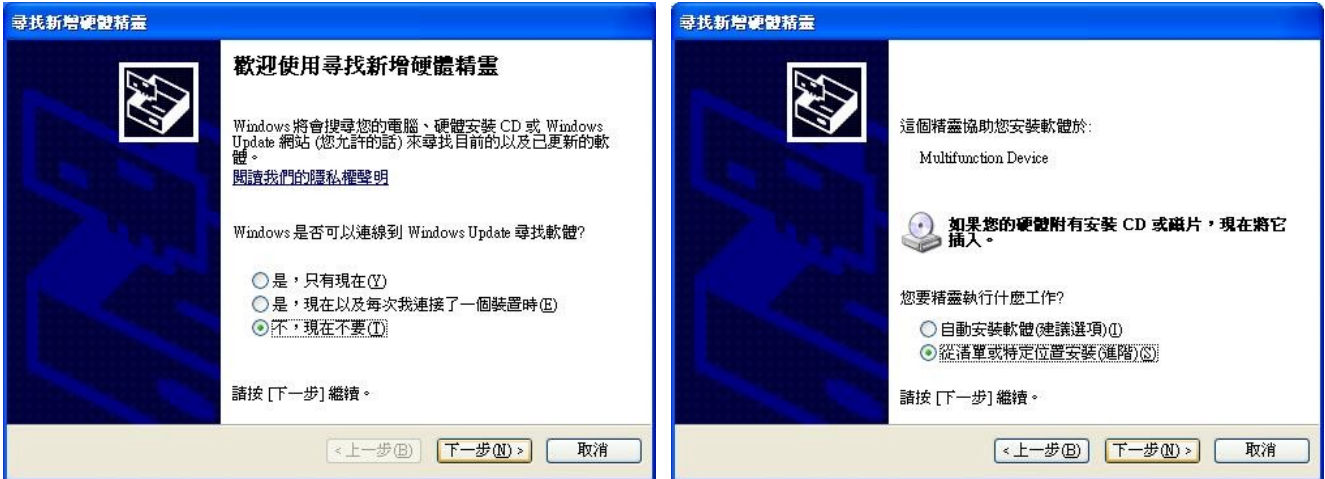 尋找新增硬體精靈
歡迎使用尋找新增硬體精靈
Windows 將會搜尋您的電腦、硬體安裝 CD 或 Windows
Update 網站 (您允許的話) 來尋找目前的以及已更新的軟
體。
閱讀我們的隱私權聲明
Windows 是否可以連線到 Windows Update 尋找軟體?
是，只有現在(Y)
是，現在以及每次我連接了一個裝置時(E)
不，現在不要(T)
請按 [下一步] 繼續。
<上一步(B) 下一步(N)> 取消
尋找新增硬體精靈
這個精靈協助您安裝軟體於:
Multifunction Device
如果您的硬體附有安裝 CD 或磁片，現在將它
插入。
您要精靈執行什麼工作?
自動安裝軟體(建議選項)(I)
從清單或特定位置安裝(進階)(S)
請按 [下一步] 繼續。
<上一步(B) 下一步(N)> 取消